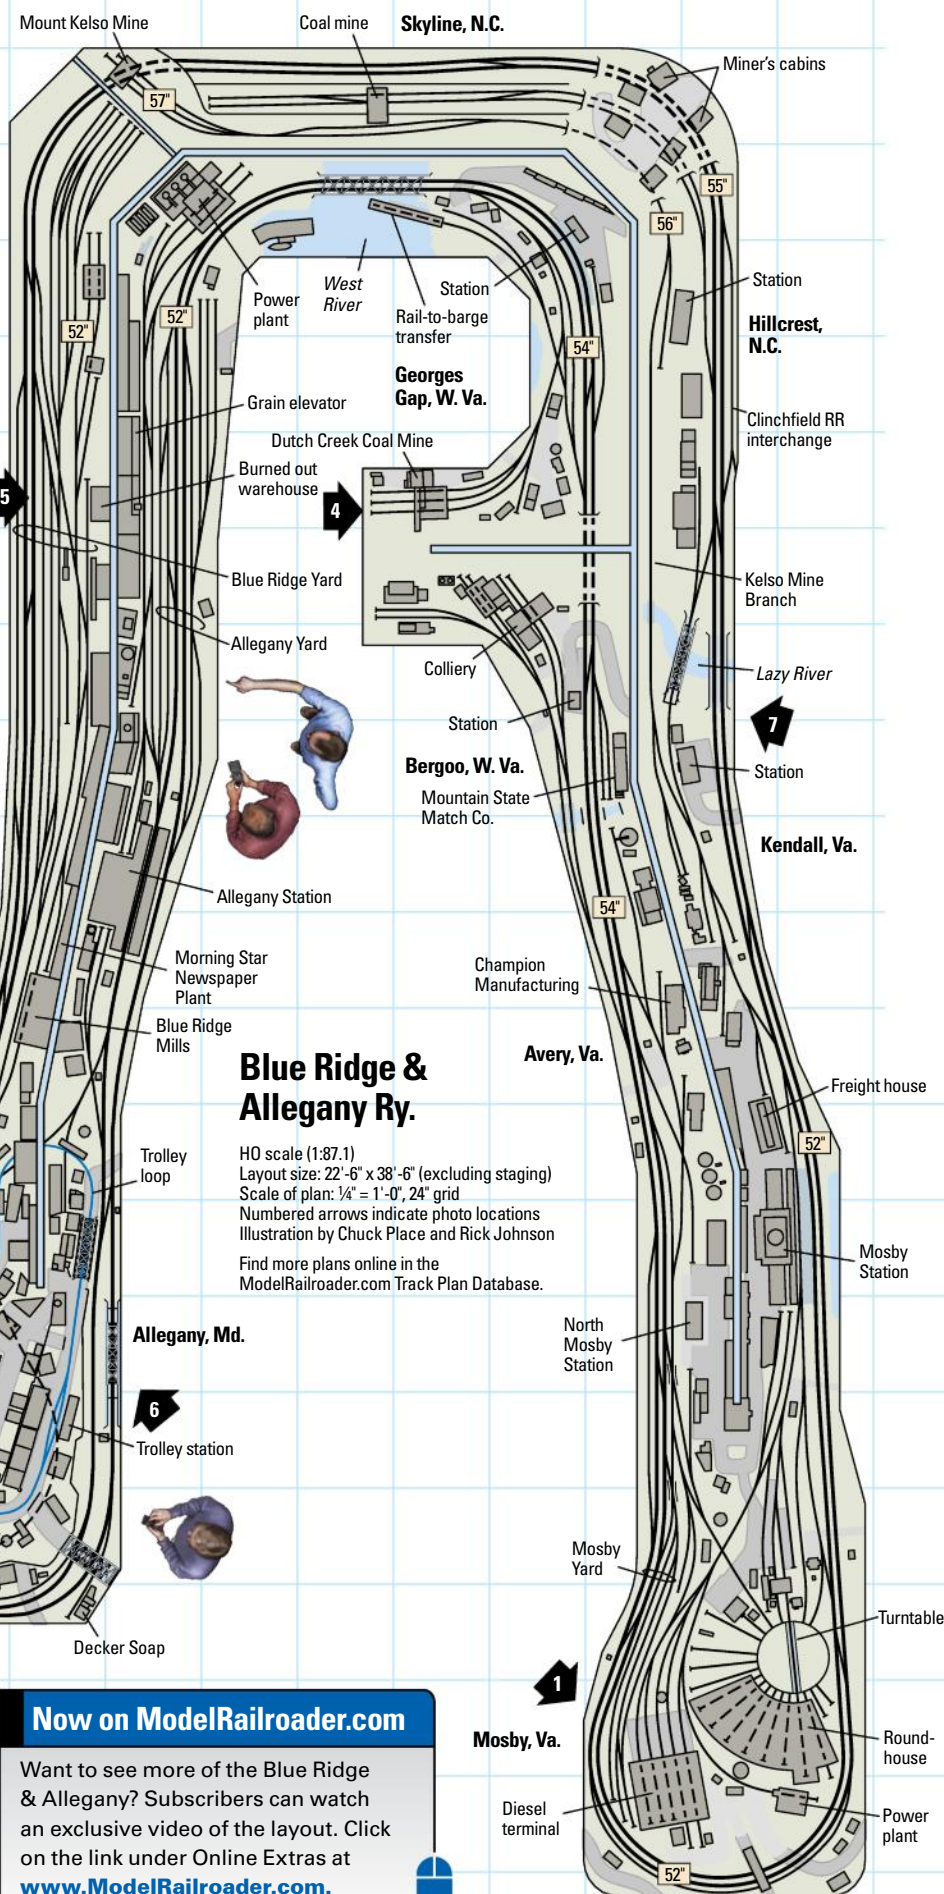 Mount Kelso Mine
Coal mine
Skyline, N.C.
Miner's cabins
57"
55"
56"
Station
Hillcrest,
N.C.
West
River
Station
Power
plant
Rail-to-barge
transfer
52"
52"
54"
Georges
Gap, W. Va.
Grain elevator
Clinchfield RR
interchange
Dutch Creek Coal Mine
Burned out
warehouse
5
4
Blue Ridge Yard
Kelso Mine
Branch
Allegany Yard
Colliery
Lazy River
Station
7
Bergoo, W. Va.
Station
Mountain State
Match Co.
Kendall, Va.
Allegany Station
54"
Morning Star
Newspaper
Plant
Champion
Manufacturing
Blue Ridge
Mills
Avery, Va.
Blue Ridge &
Allegany Ry.
Freight house
HO scale (1:87.1)
Layout size: 22'-6" x 38'-6" (excluding staging)
Scale of plan: ¼" = 1'-0", 24" grid
Numbered arrows indicate photo locations
Illustration by Chuck Place and Rick Johnson
Find more plans online in the
ModelRailroader.com Track Plan Database.
Trolley
loop
52"
Mosby
Station
Allegany, Md.
North
Mosby
Station
6
Trolley station
Mosby
Yard
Turntable
Decker Soap
1
Mosby, Va.
Round-
house
Diesel
terminal
Power
plant
52"
Now on ModelRailroader.com
Want to see more of the Blue Ridge
& Allegany? Subscribers can watch
an exclusive video of the layout. Click
on the link under Online Extras at
www.ModelRailroader.com.